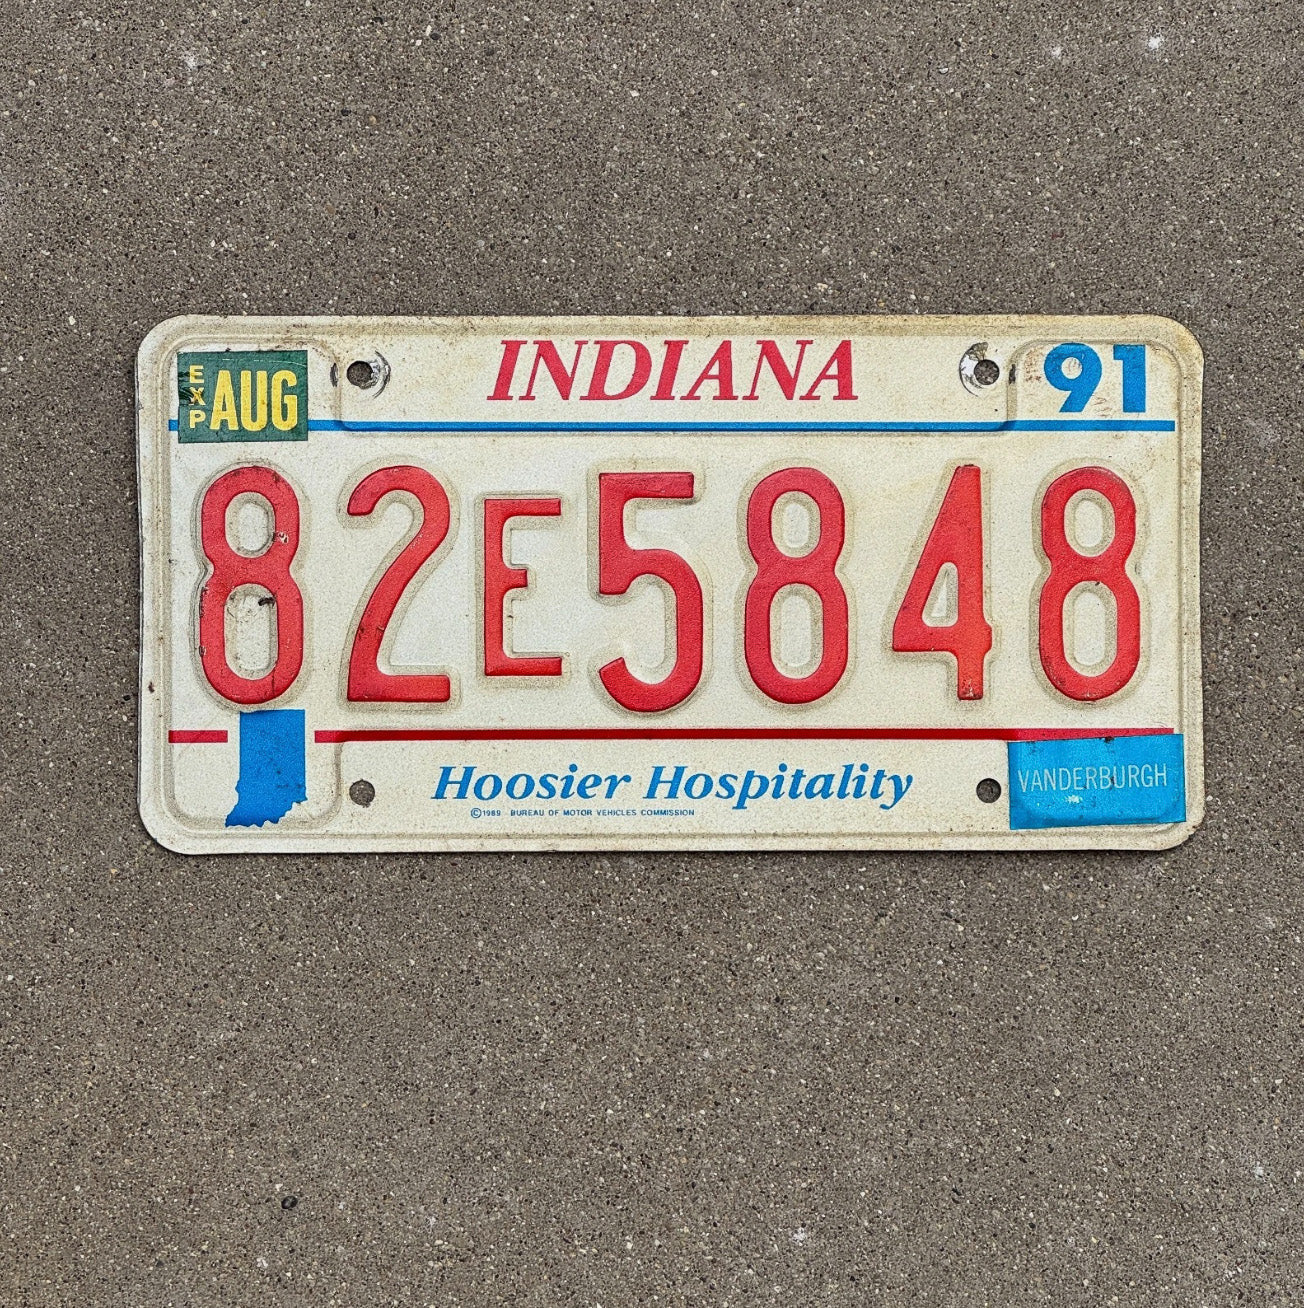 EXP AUG
INDIANA
91
82E5848
Hoosier Hospitality
©1989 BUREAU OF MOTOR VEHICLES COMMISSION
VANDERBURGH